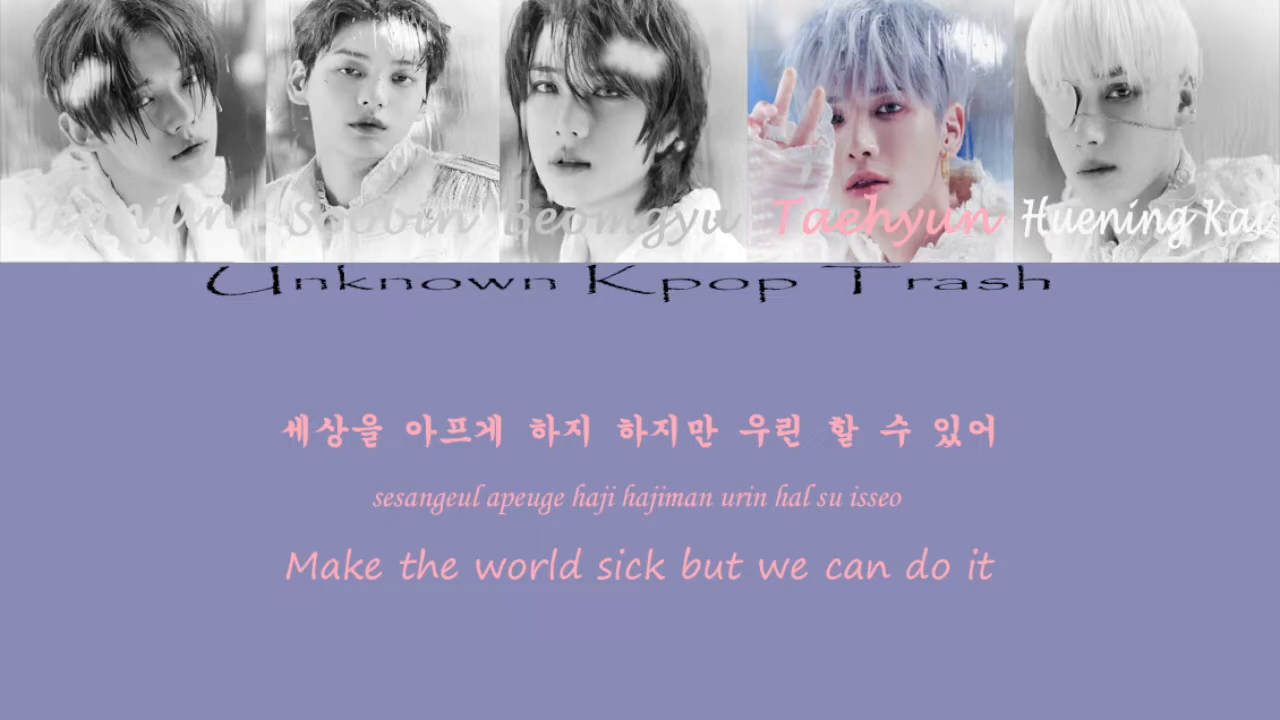 Yeonjun Soobin Beomgyu Taehyun Huening Kai
Unknown Kpop Trash
세상을 아프게 하지 하지만 우린 할 수 있어
sesangeul apeuge haji hajiman urin hal su isseo
Make the world sick but we can do it